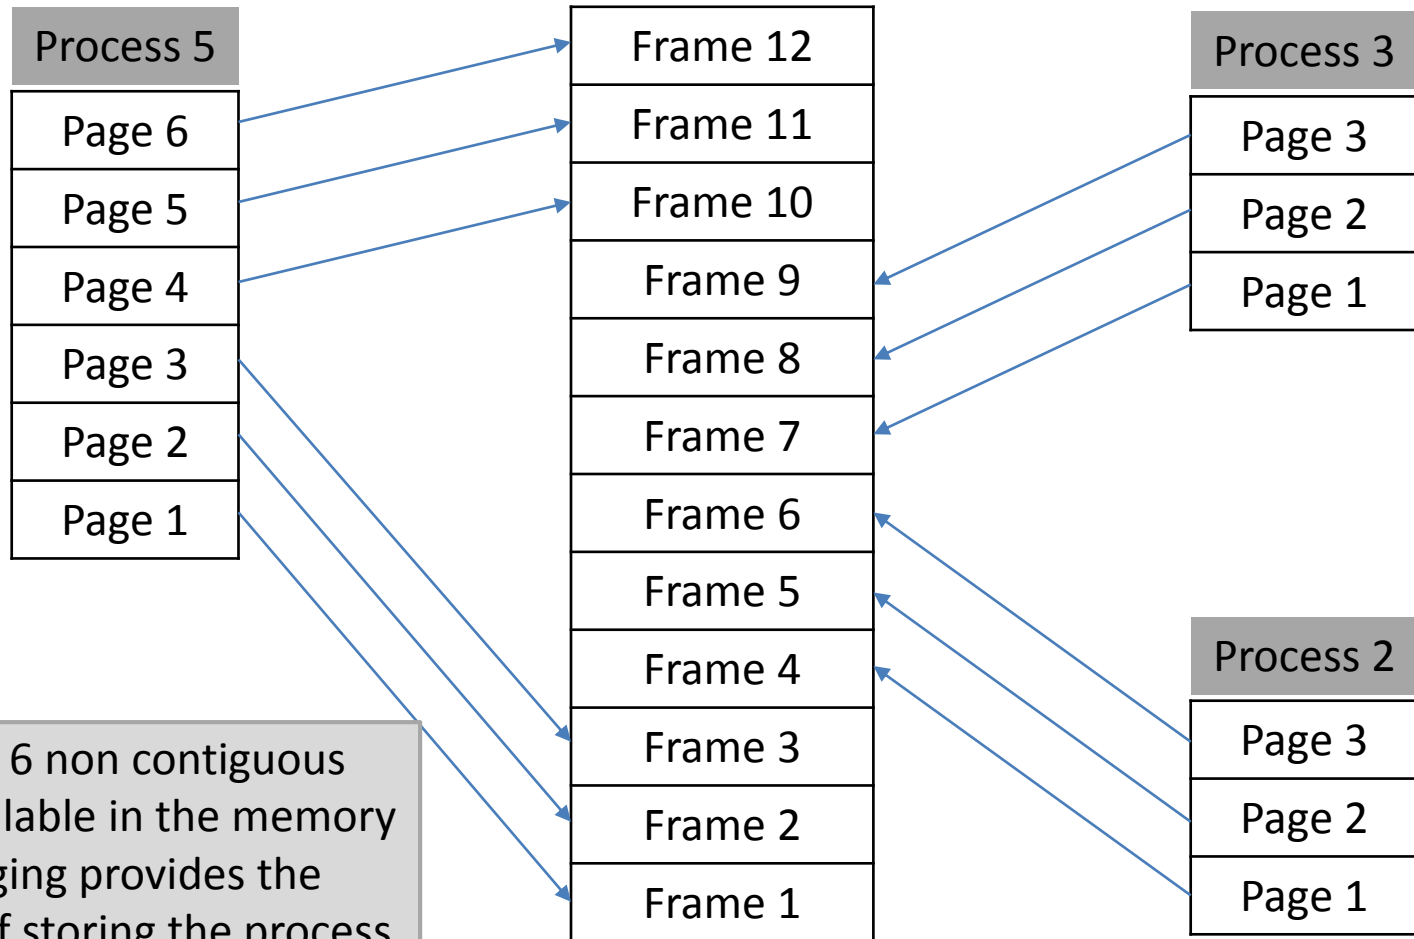 Process 5
Page 6
Page 5
Page 4
Page 3
Page 2
Page 1
Frame 12
Frame 11
Frame 10
Frame 9
Frame 8
Frame 7
Frame 6
Frame 5
Frame 4
Frame 3
Frame 2
Frame 1
Process 3
Page 3
Page 2
Page 1
Process 2
Page 3
Page 2
Page 1
6 non contiguous
in the memory
provides the
storing the process